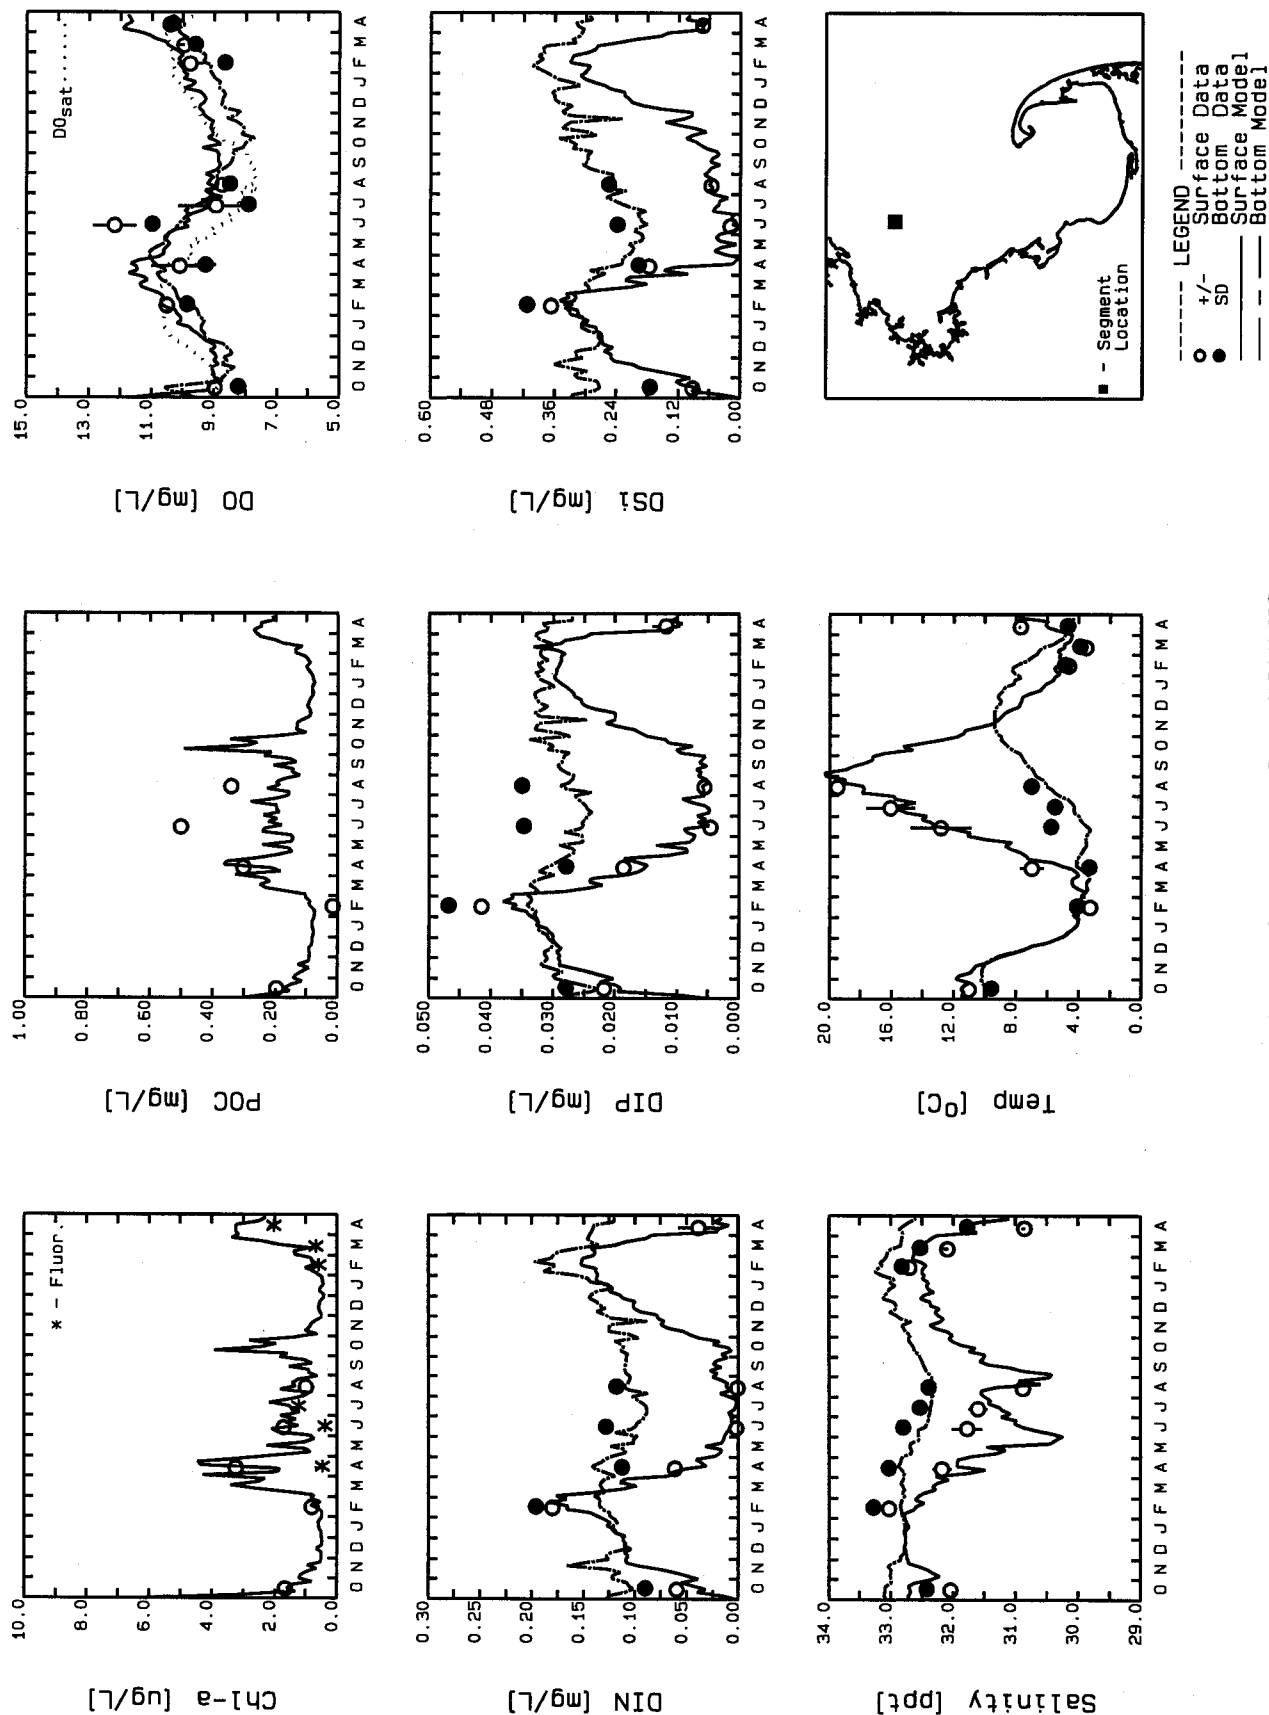 Chl-a [ug/L]
10.0
8.0
6.0
4.0
2.0
0.0
* - Fluor.
O N D J F M A M J J A S O N D J F M A
POC [mg/L]
1.00
0.80
0.60
0.40
0.20
0.00
O N D J F M A M J J A S O N D J F M A
DO [mg/L]
15.0
13.0
11.0
9.0
7.0
5.0
DOsat
O N D J F M A M J J A S O N D J F M A
DIN [mg/L]
0.30
0.25
0.20
0.15
0.10
0.05
0.00
O N D J F M A M J J A S O N D J F M A
DIP [mg/L]
0.050
0.040
0.030
0.020
0.010
0.000
O N D J F M A M J J A S O N D J F M A
DSi [mg/L]
0.60
0.48
0.36
0.24
0.12
0.00
O N D J F M A M J J A S O N D J F M A
Salinity [ppt]
34.0
33.0
32.0
31.0
30.0
29.0
O N D J F M A M J J A S O N D J F M A
Temp [°C]
20.0
16.0
12.0
8.0
4.0
0.0
O N D J F M A M J J A S O N D J F M A
■ - Segment
Location
LEGEND
+/- Surface Data
SD Bottom Data
Surface Model
Bottom Model